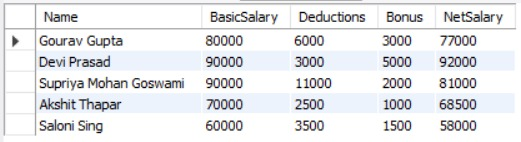 Name BasicSalary Deductions Bonus NetSalary
Gourav Gupta 80000 6000 3000 77000
Devi Prasad 90000 3000 5000 92000
Supriya Mohan Goswami 90000 11000 2000 81000
Akshit Thapar 70000 2500 1000 68500
Saloni Sing 60000 3500 1500 58000